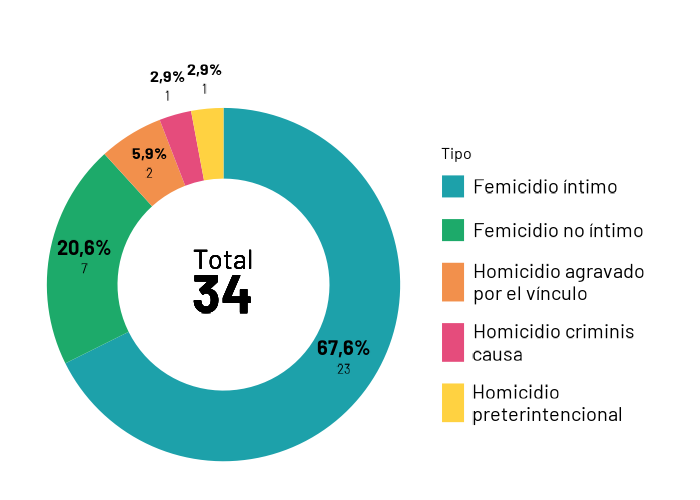 2,9%
1
2,9%
1
5,9%
2
20,6%
7
Total
34
67,6%
23
Tipo
Femicidio íntimo
Femicidio no íntimo
Homicidio agravado
por el vínculo
Homicidio criminis
causa
Homicidio
preterintencional